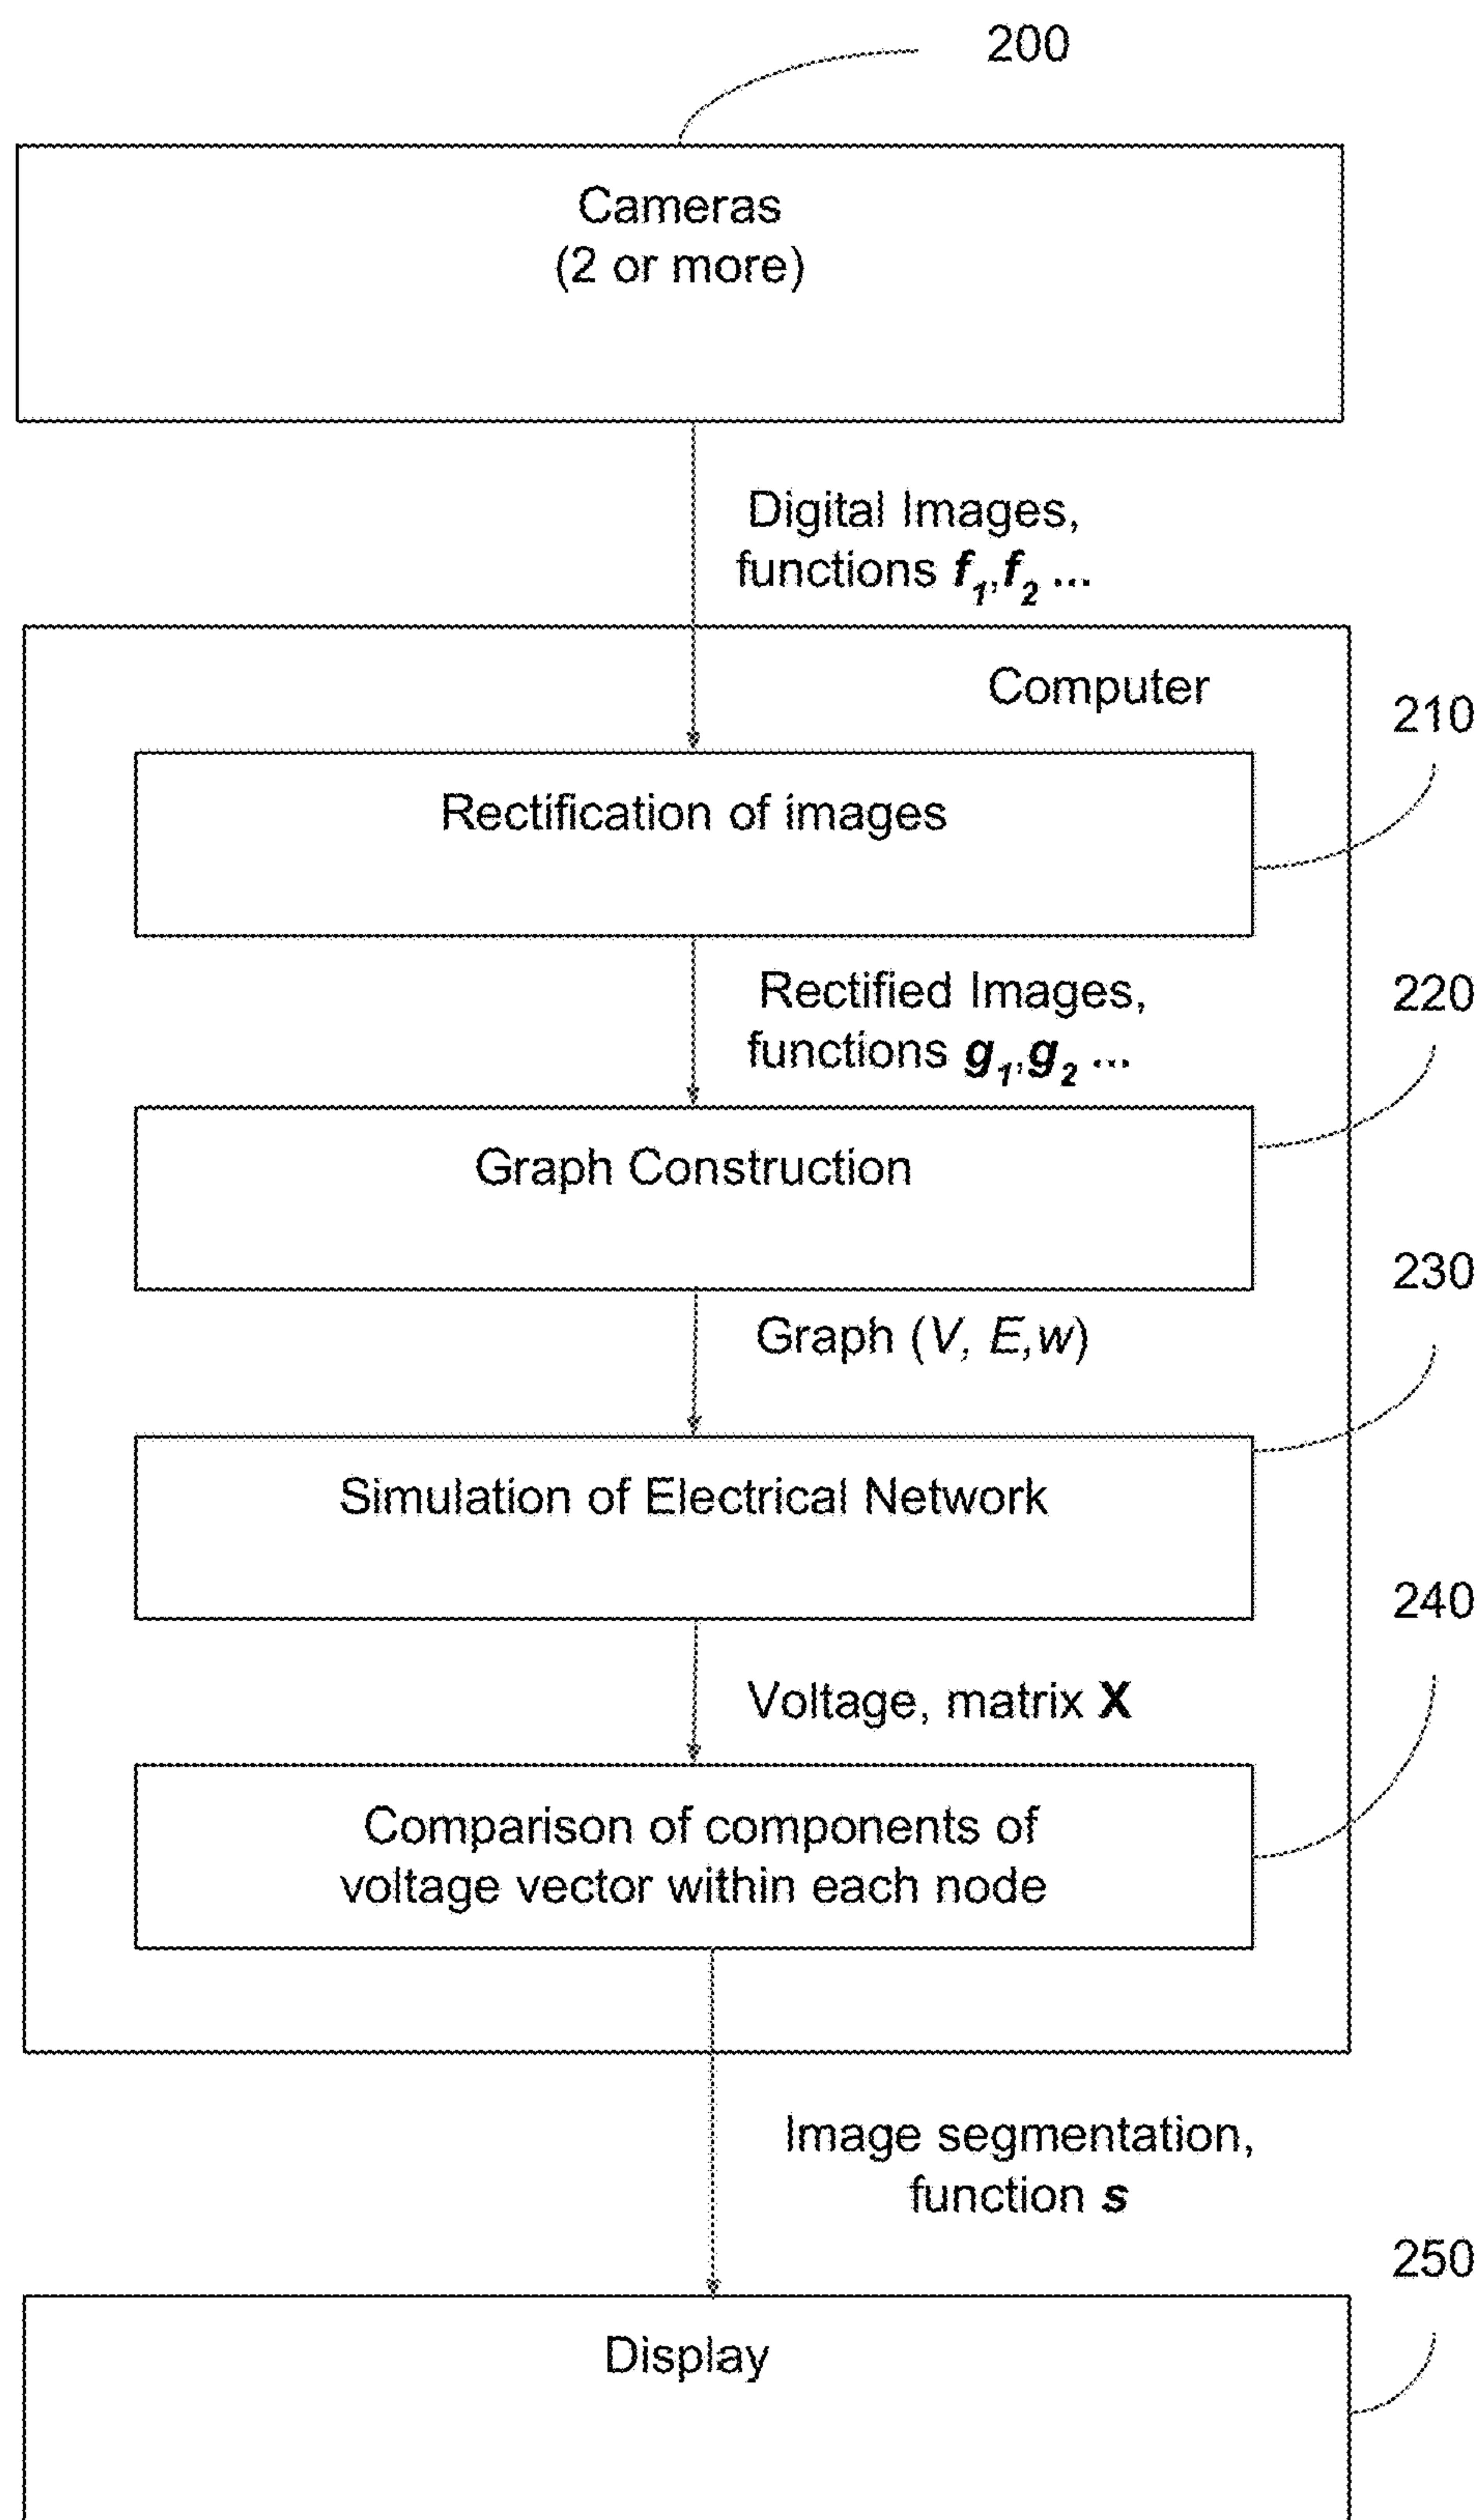 200
Cameras
(2 or more)
Digital Images,
functions f1,f2 ...
Computer
210
Rectification of images
Rectified Images,
functions g1,g2 ...
220
Graph Construction
230
Graph (V, E,w)
Simulation of Electrical Network
240
Voltage, matrix X
Comparison of components of
voltage vector within each node
Image segmentation,
function s
250
Display